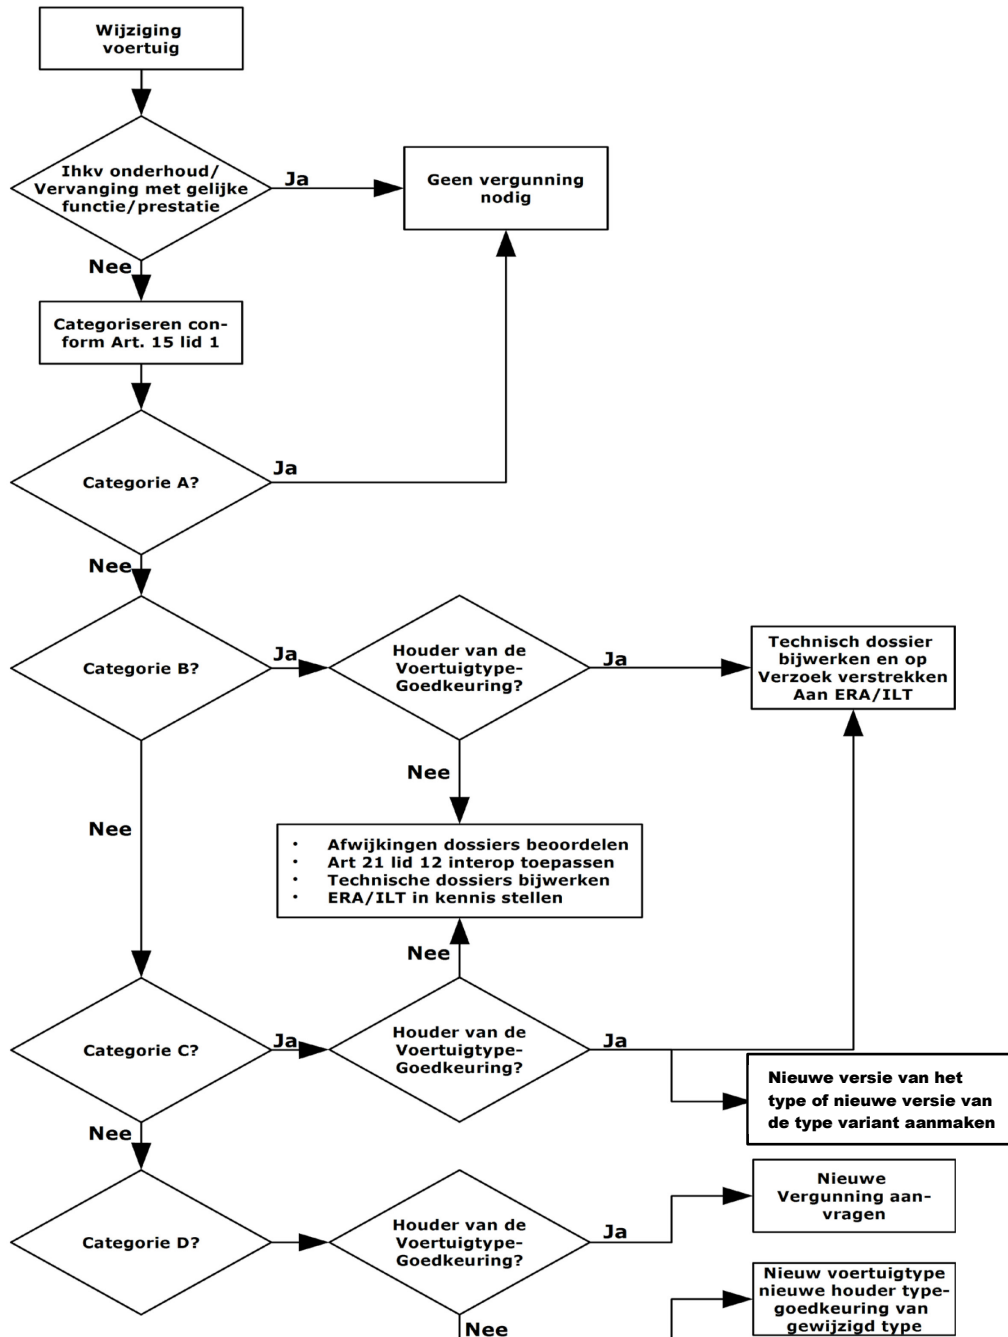 Wijziging
voertuig
Ihkv onderhoud/
Vervanging met gelijke
functie/prestatie
Ja
Geen vergunning
nodig
Nee
Categoriseren con-
form Art. 15 lid 1
Categorie A?
Ja
Nee
Categorie B?
Ja
Houder van de
Voertuigtype-
Goedkeuring?
Ja
Technisch dossier
bijwerken en op
Verzoek verstrekken
Aan ERA/ILT
Nee
Nee
• Afwijkingen dossiers beoordelen
• Art 21 lid 12 interop toepassen
• Technische dossiers bijwerken
• ERA/ILT in kennis stellen
Nee
Categorie C?
Ja
Houder van de
Voertuigtype-
Goedkeuring?
Ja
Nieuwe versie van het
type of nieuwe versie van
de type variant aanmaken
Nee
Categorie D?
Houder van de
Voertuigtype-
Goedkeuring?
Ja
Nieuwe
Vergunning aan-
vragen
Nee
Nieuw voertuigtype
nieuwe houder type-
goedkeuring van
gewijzigd type